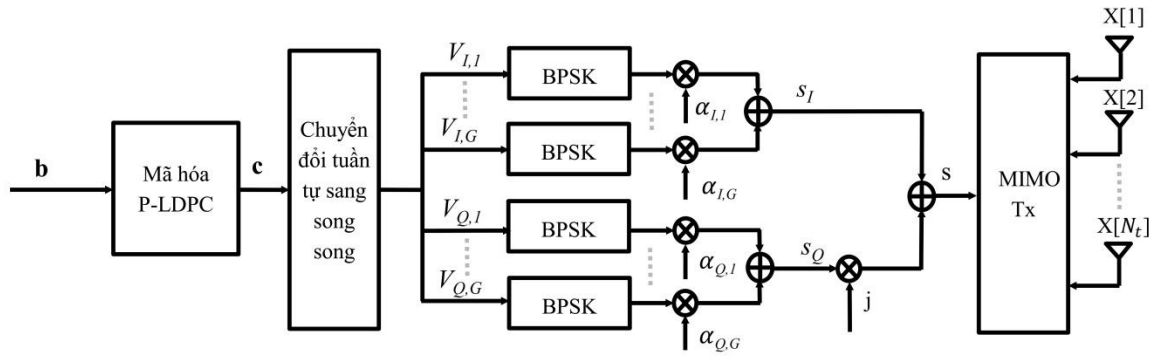 b
Mã hóa
P-LDPC
c
Chuyển
đổi tuần
tự sang
song
song
V_{I,1}
BPSK
α_{I,1}
V_{I,G}
BPSK
α_{I,G}
s_I
V_{Q,1}
BPSK
α_{Q,1}
V_{Q,G}
BPSK
α_{Q,G}
s_Q
j
s
MIMO
Tx
X[1]
X[2]
X[N_t]